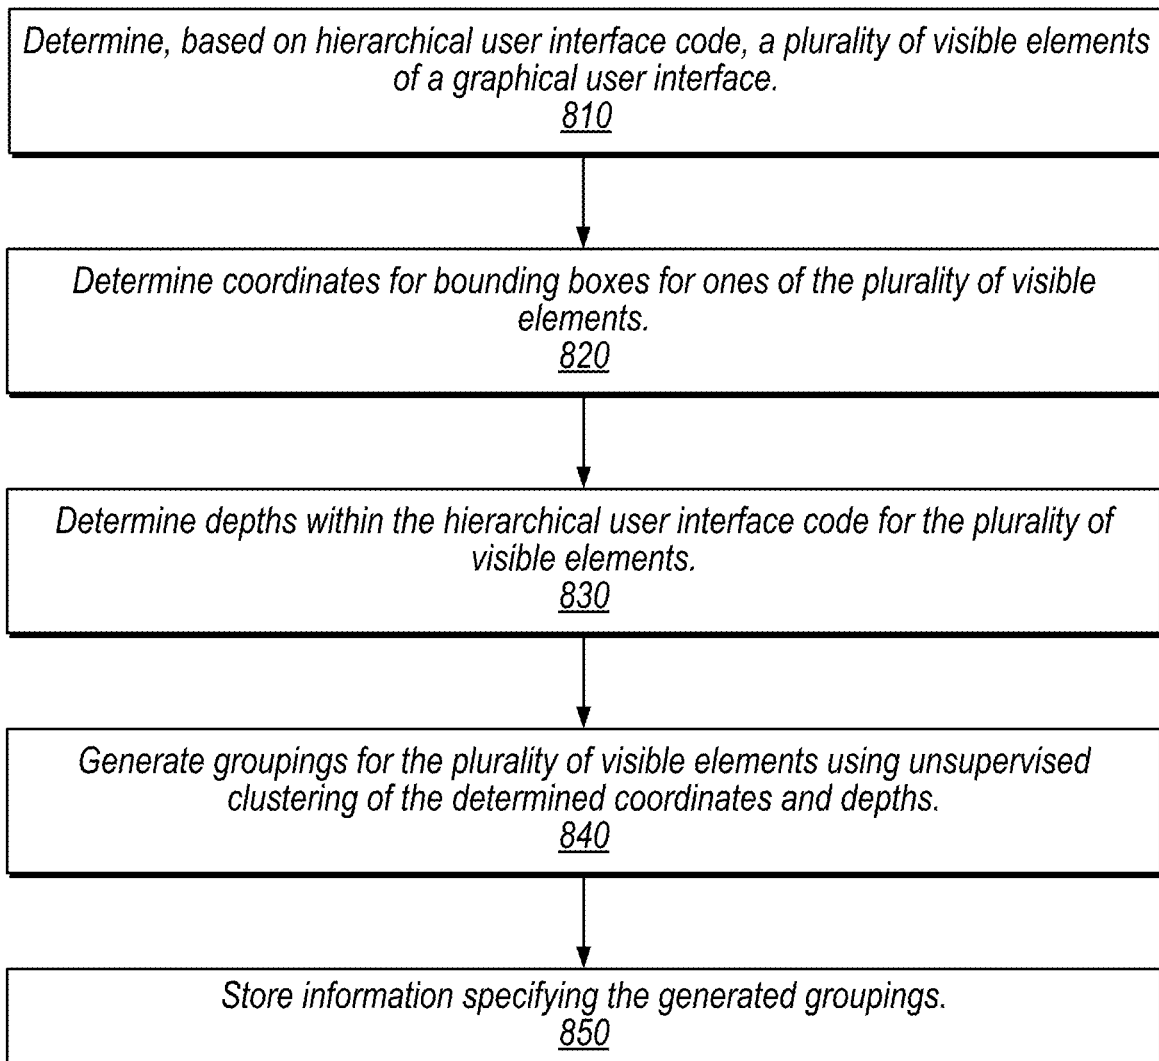 Determine, based on hierarchical user interface code, a plurality of visible elements
of a graphical user interface.
810
Determine coordinates for bounding boxes for ones of the plurality of visible
elements.
820
Determine depths within the hierarchical user interface code for the plurality of
visible elements.
830
Generate groupings for the plurality of visible elements using unsupervised
clustering of the determined coordinates and depths.
840
Store information specifying the generated groupings.
850